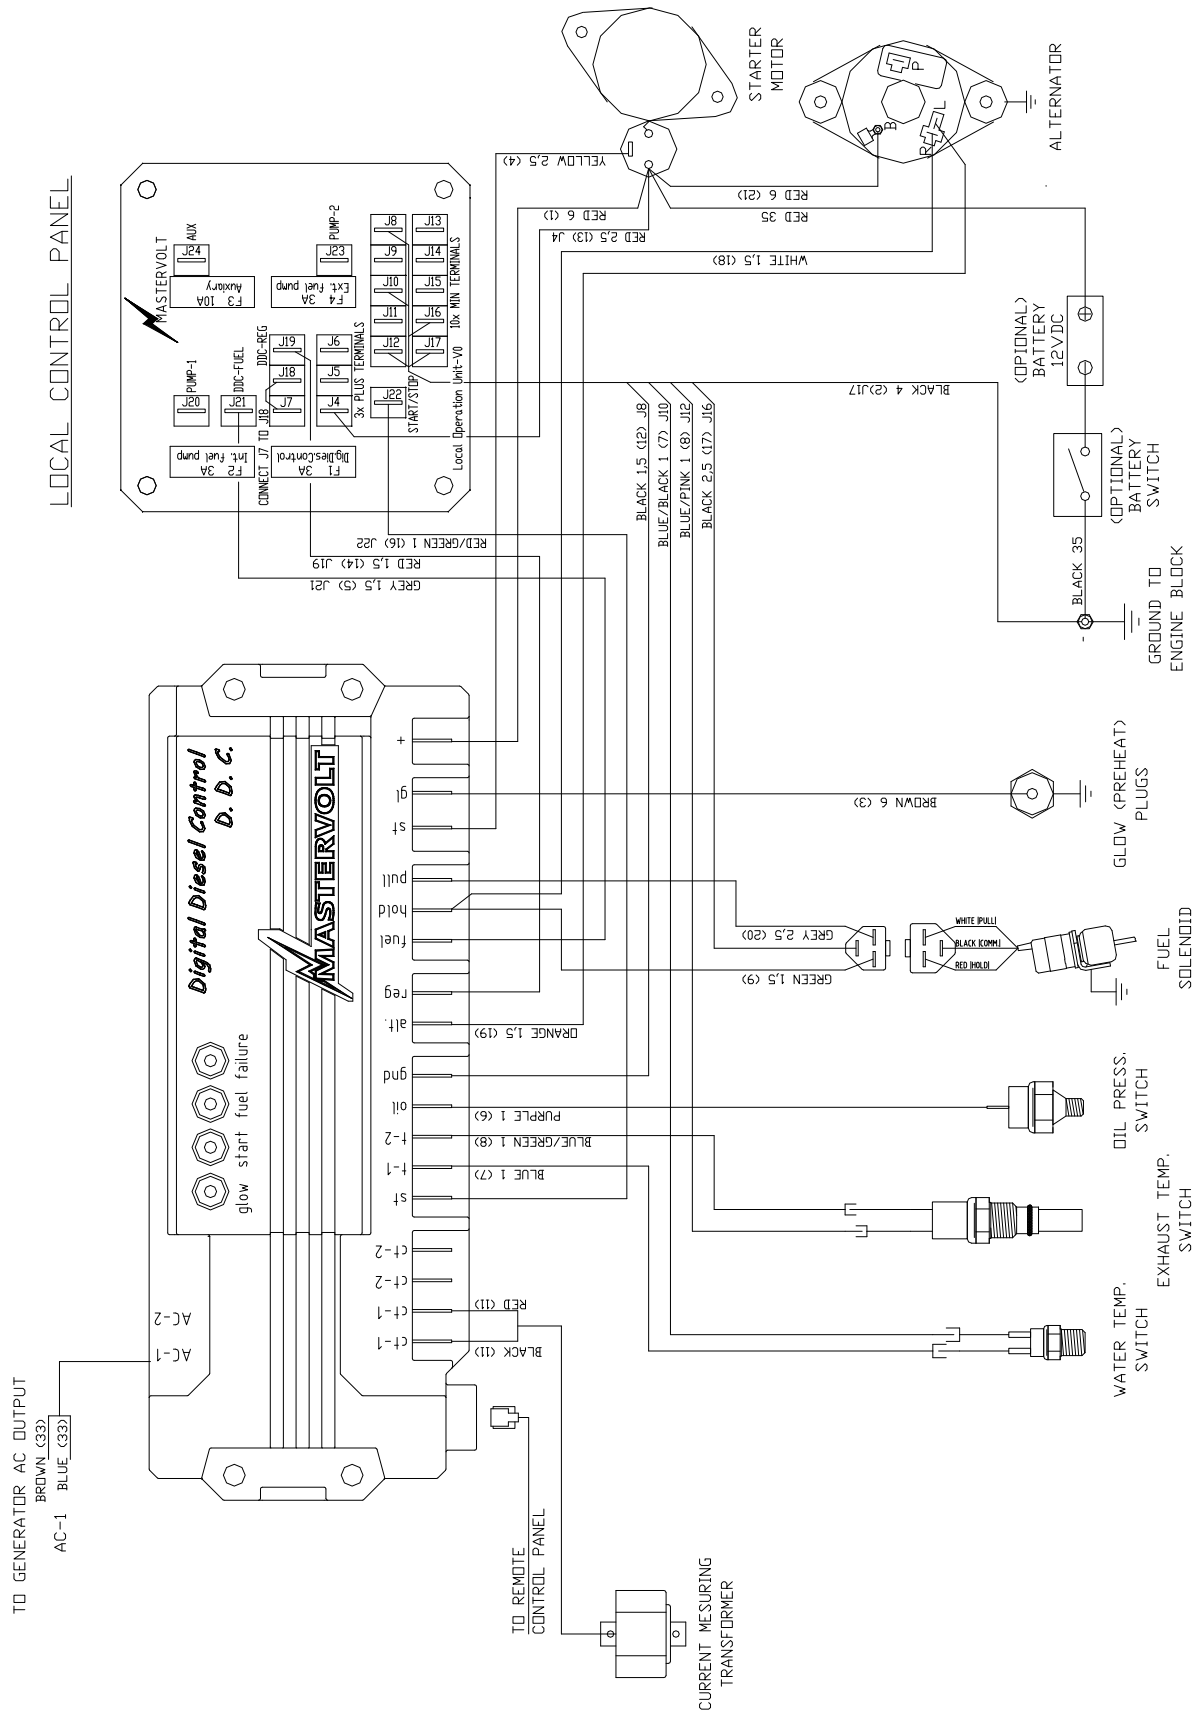 LOCAL CONTROL PANEL
MASTERVOLT
J24
AUX
F3 10A
Auxiary
F4 3A
Ext. fuel pump
J23
PUMP-2
J8
J9
J10
J11
J12
J13
J14
J15
J16
J17
10x MIN TERMINALS
J20
PUMP-1
J21
DDC-FUEL
DDC-REG
J19
J18
J7
J6
J5
J4
3x PLUS TERMINALS
J22
START/STOP
F2 3A
Int. fuel pump
CONNECT J7 TO J18
F1 3A
Dig.Dies.Control
Local Operation Unit-V0
STARTER
MOTOR
ALTERNATOR
P
B
R
L
YELLOW 2,5 (4)
RED 6 (1)
RED 2,5 (13) J4
RED 6 (21)
RED 35
WHITE 1,5 (18)
(OPIONAL)
BATTERY
12VDC
(OPTIONAL)
BATTERY
SWITCH
BLACK 4 (2)J17
BLACK 1,5 (12) J8
BLUE/BLACK 1 (7) J10
BLUE/PINK 1 (8) J12
BLACK 2,5 (17) J16
RED/GREEN 1 (16) J22
RED 1,5 (14) J19
GREY 1,5 (5) J21
BLACK 35
GROUND TO
ENGINE BLOCK
Digital Diesel Control
D. D. C.
MASTERVOLT
glow start fuel failure
+
gl
st
pull
hold
fuel
reg
alt.
gnd
oil
t-2
t-1
st
ct-2
ct-2
ct-1
ct-1
AC-2
AC-1
BROWN 6 (3)
GLOW (PREHEAT)
PLUGS
GREY 2,5 (20)
GREEN 1,5 (9)
WHITE (PULL)
BLACK (COMM.)
RED (HOLD)
FUEL
SOLENOID
ORANGE 1,5 (19)
PURPLE 1 (6)
BLUE/GREEN 1 (8)
BLUE 1 (7)
RED (11)
BLACK (11)
OIL PRESS.
SWITCH
EXHAUST TEMP.
SWITCH
WATER TEMP.
SWITCH
TO GENERATOR AC OUTPUT
BROWN (33)
AC-1 BLUE (33)
TO REMOTE
CONTROL PANEL
CURRENT MESURING
TRANSFORMER